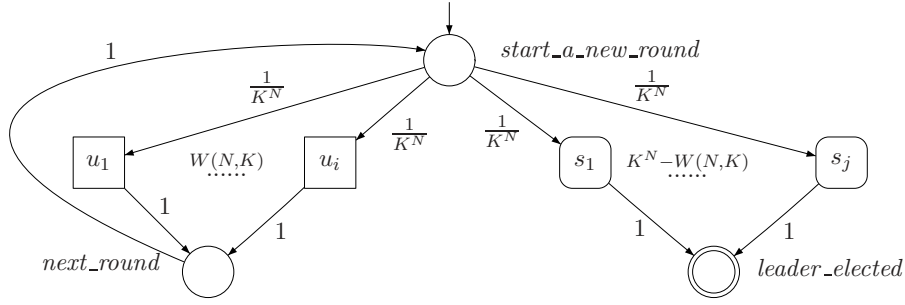 1
start_a_new_round
1/K^N
1/K^N
1/K^N
1/K^N
u_1
W(N,K)
......
u_i
s_1
K^N−W(N,K)
......
s_j
1
1
1
1
next_round
leader_elected